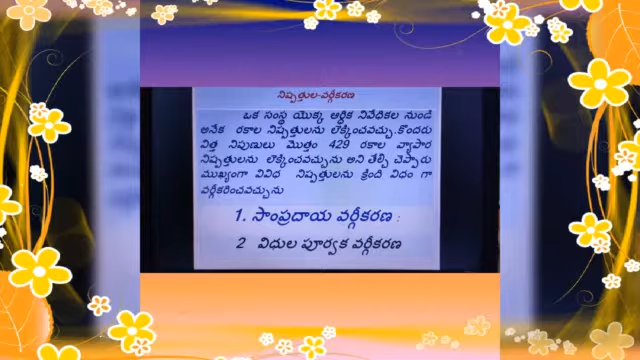 నిష్పత్తుల-వర్గీకరణ
ఒక సంస్థ యొక్క ఆర్థిక నివేదికల నుండి
అనేక రకాల నిష్పత్తులను లెక్కించవచ్చు.కొందరు
విత్త నిపుణులు మొత్తం 429 రకాల వ్యాపార
నిష్పత్తులను లెక్కించవచ్చును అని తేల్చి చెప్పారు
ముఖ్యంగా వివిధ నిష్పత్తులను క్రింది విధం గా
వర్గీకరించవచ్చును
1. సాంప్రదాయ వర్గీకరణ :
2 విధుల పూర్వక వర్గీకరణ